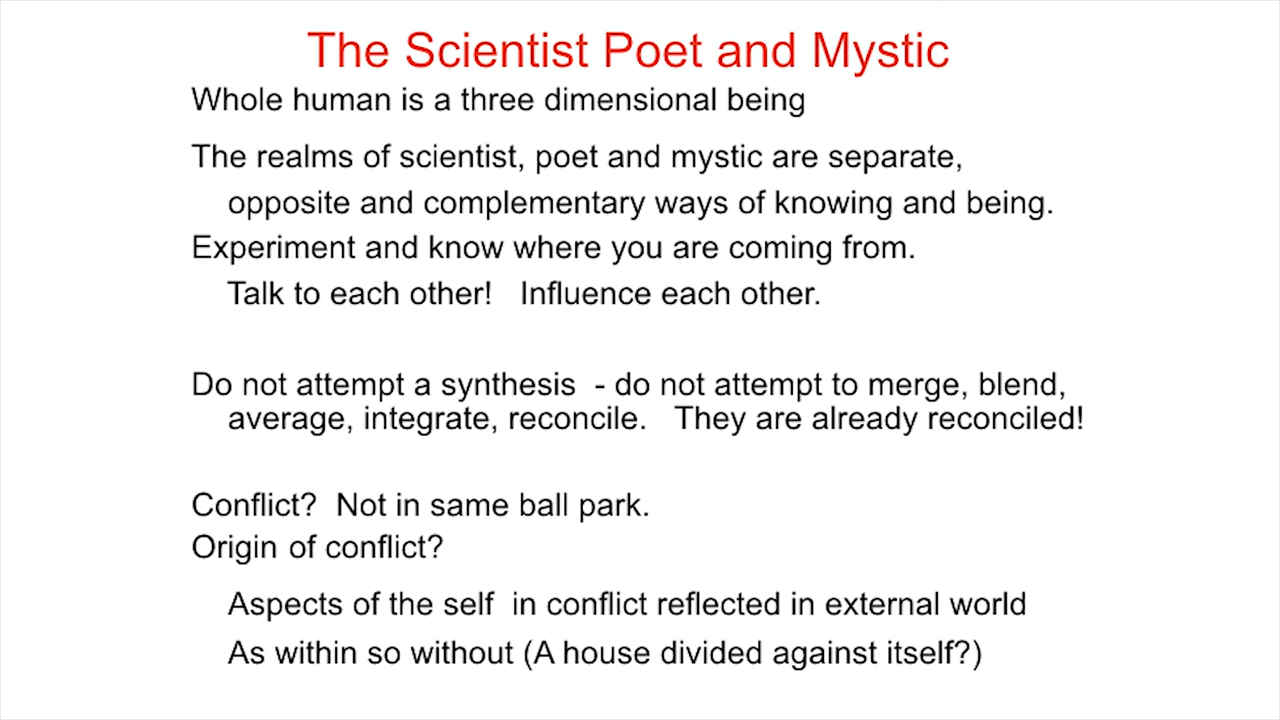 The Scientist Poet and Mystic
Whole human is a three dimensional being
The realms of scientist, poet and mystic are separate,
opposite and complementary ways of knowing and being.
Experiment and know where you are coming from.
Talk to each other!   Influence each other.
Do not attempt a synthesis  - do not attempt to merge, blend,
average, integrate, reconcile.   They are already reconciled!
Conflict?  Not in same ball park.
Origin of conflict?
Aspects of the self  in conflict reflected in external world
As within so without (A house divided against itself?)